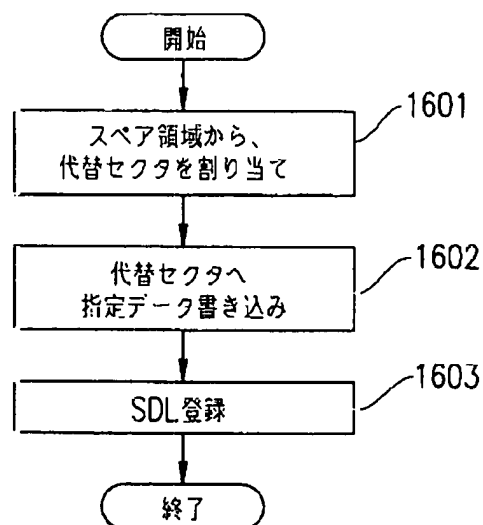 開始
1601
スペア領域から、
代替セクタを割り当て
1602
代替セクタへ
指定データ書き込み
1603
SDL登録
終了